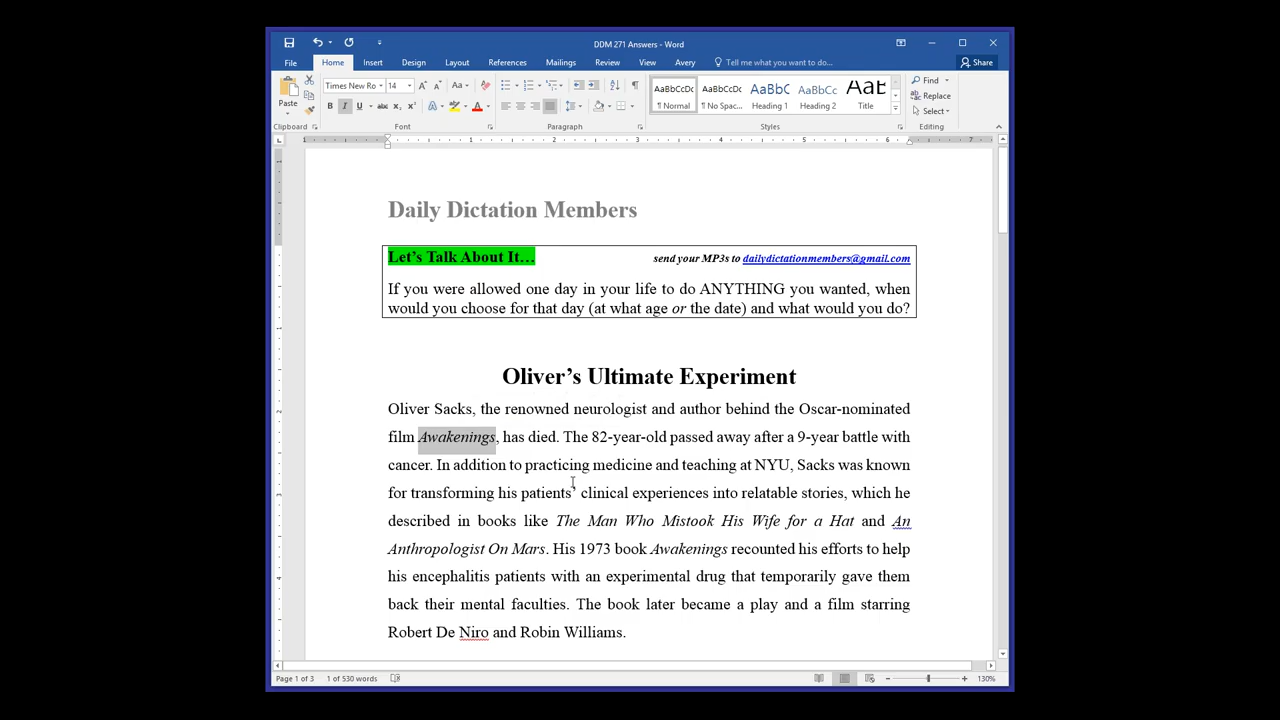 DDM 271 Answers - Word
File Home Insert Design Layout References Mailings Review View Avery Tell me what you want to do... Share
Times New Ro 14 Aa
AaBbCcDc AaBbCcDc AaBbC AaBbCc AaB
Find
Replace
Select
Paste
B I U abc
¶ Normal ¶ No Spac... Heading 1 Heading 2 Title
Clipboard Font Paragraph Styles Editing
1 1 2 3 4 5 6 7
Daily Dictation Members
Let's Talk About It… send your MP3s to dailydictationmembers@gmail.com
If you were allowed one day in your life to do ANYTHING you wanted, when
would you choose for that day (at what age or the date) and what would you do?
Oliver's Ultimate Experiment
Oliver Sacks, the renowned neurologist and author behind the Oscar-nominated
film Awakenings, has died. The 82-year-old passed away after a 9-year battle with
cancer. In addition to practicing medicine and teaching at NYU, Sacks was known
for transforming his patients' clinical experiences into relatable stories, which he
described in books like The Man Who Mistook His Wife for a Hat and An
Anthropologist On Mars. His 1973 book Awakenings recounted his efforts to help
his encephalitis patients with an experimental drug that temporarily gave them
back their mental faculties. The book later became a play and a film starring
Robert De Niro and Robin Williams.
Page 1 of 3 1 of 530 words 130%